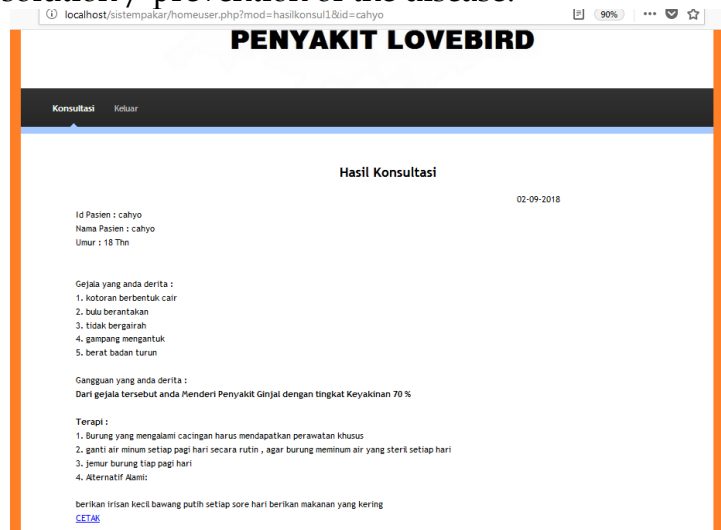 solution / prevention of the disease.
localhost/sistempakar/homeuser.php?mod=hasilkonsul1&id=cahyo 90%
PENYAKIT LOVEBIRD
Konsultasi Keluar
Hasil Konsultasi
02-09-2018
Id Pasien : cahyo
Nama Pasien : cahyo
Umur : 18 Thn
Gejala yang anda derita :
1. kotoran berbentuk cair
2. bulu berantakan
3. tidak bergairah
4. gampang mengantuk
5. berat badan turun
Gangguan yang anda derita :
Dari gejala tersebut anda Menderi Penyakit Ginjal dengan tingkat Keyakinan 70 %
Terapi :
1. Burung yang mengalami cacingan harus mendapatkan perawatan khusus
2. ganti air minum setiap pagi hari secara rutin , agar burung meminum air yang steril setiap hari
3. jemur burung tiap pagi hari
4. Alternatif Alami:
berikan irisan kecil bawang putih setiap sore hari berikan makanan yang kering
CETAK